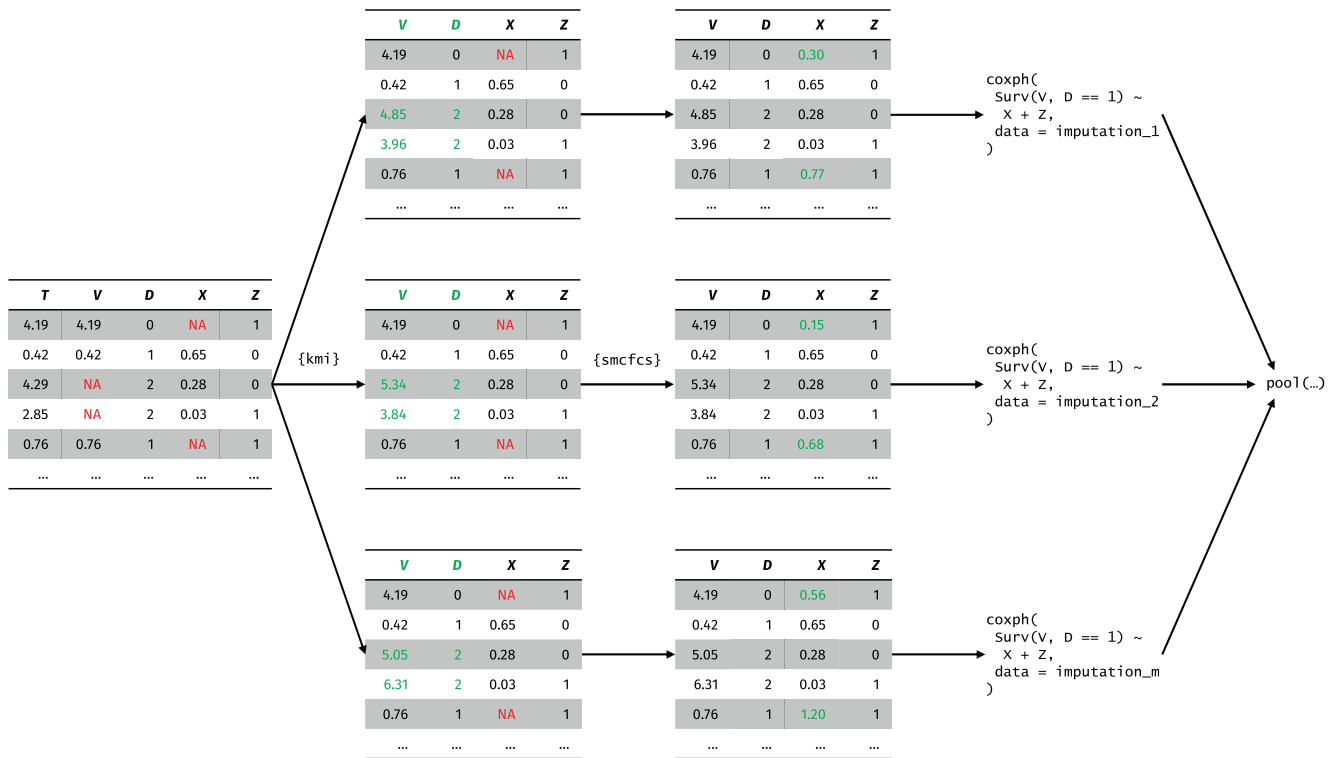 V D X Z
4.19 0 NA 1
0.42 1 0.65 0
4.85 2 0.28 0
3.96 2 0.03 1
0.76 1 NA 1
... ... ... ...
V D X Z
4.19 0 0.30 1
0.42 1 0.65 0
4.85 2 0.28 0
3.96 2 0.03 1
0.76 1 0.77 1
... ... ... ...
coxph(
Surv(V, D == 1) ~
X + Z,
data = imputation_1
)
T V D X Z
4.19 4.19 0 NA 1
0.42 0.42 1 0.65 0
4.29 NA 2 0.28 0
2.85 NA 2 0.03 1
0.76 0.76 1 NA 1
... ... ... ... ...
{kmi}
V D X Z
4.19 0 NA 1
0.42 1 0.65 0
5.34 2 0.28 0
3.84 2 0.03 1
0.76 1 NA 1
... ... ... ...
{smcfcs}
V D X Z
4.19 0 0.15 1
0.42 1 0.65 0
5.34 2 0.28 0
3.84 2 0.03 1
0.76 1 0.68 1
... ... ... ...
coxph(
Surv(V, D == 1) ~
X + Z,
data = imputation_2
)
pool(…)
V D X Z
4.19 0 NA 1
0.42 1 0.65 0
5.05 2 0.28 0
6.31 2 0.03 1
0.76 1 NA 1
... ... ... ...
V D X Z
4.19 0 0.56 1
0.42 1 0.65 0
5.05 2 0.28 0
6.31 2 0.03 1
0.76 1 1.20 1
... ... ... ...
coxph(
Surv(V, D == 1) ~
X + Z,
data = imputation_m
)